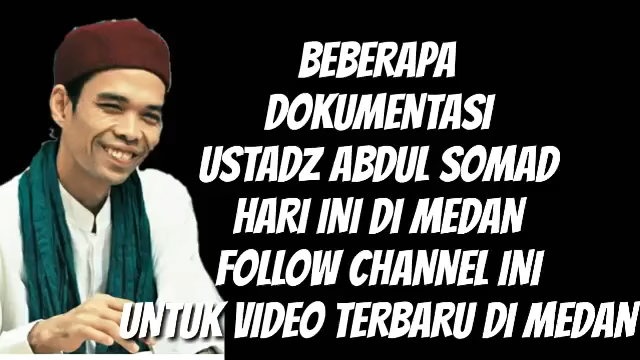 BEBERAPA
DOKUMENTASI
USTADZ ABDUL SOMAD
HARI INI DI MEDAN
FOLLOW CHANNEL INI
UNTUK VIDEO TERBARU DI MEDAN